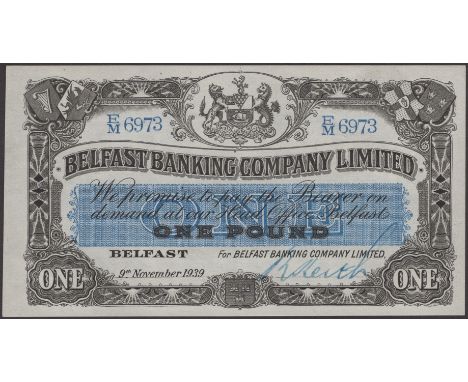 E/M 6973 E/M 6973
BELFAST BANKING COMPANY LIMITED
We promise to pay the Bearer on
demand at our Head Office, Belfast
ONE POUND
BELFAST For BELFAST BANKING COMPANY LIMITED.
9th November 1939
ONE ONE